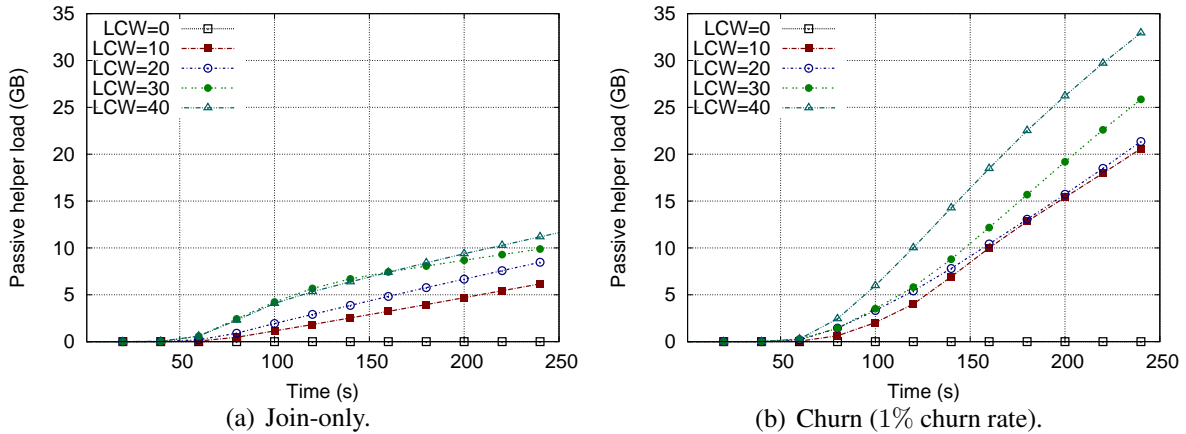 35
30
25
20
15
10
5
0
Passive helper load (GB)
LCW=0
LCW=10
LCW=20
LCW=30
LCW=40
50 100 150 200 250
Time (s)
(a) Join-only.
35
30
25
20
15
10
5
0
Passive helper load (GB)
LCW=0
LCW=10
LCW=20
LCW=30
LCW=40
50 100 150 200 250
Time (s)
(b) Churn (1% churn rate).